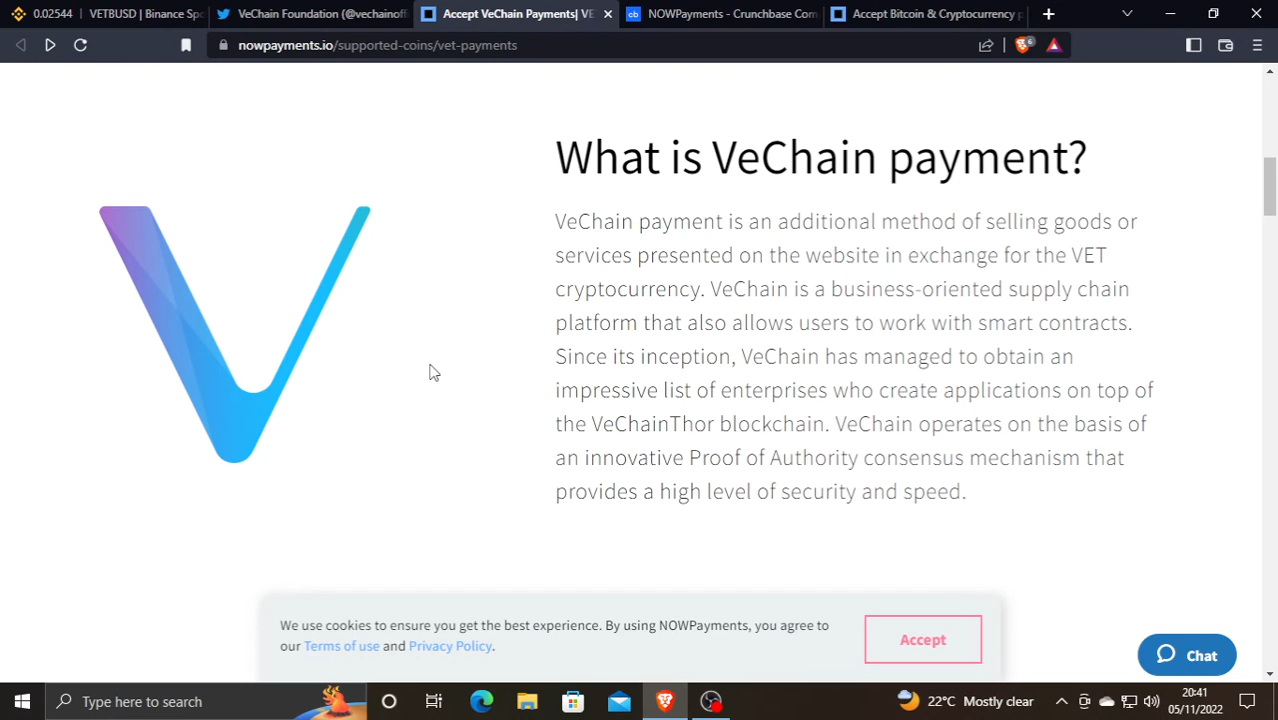 0.02544 | VETBUSD | Binance Sp
VeChain Foundation (@vechainoff
Accept VeChain Payments| VE
NOWPayments - Crunchbase Com
Accept Bitcoin & Cryptocurrency p
nowpayments.io/supported-coins/vet-payments
6
What is VeChain payment?
VeChain payment is an additional method of selling goods or
services presented on the website in exchange for the VET
cryptocurrency. VeChain is a business-oriented supply chain
platform that also allows users to work with smart contracts.
Since its inception, VeChain has managed to obtain an
impressive list of enterprises who create applications on top of
the VeChainThor blockchain. VeChain operates on the basis of
an innovative Proof of Authority consensus mechanism that
provides a high level of security and speed.
We use cookies to ensure you get the best experience. By using NOWPayments, you agree to
our Terms of use and Privacy Policy.
Accept
Chat
Type here to search
22°C Mostly clear
20:41
05/11/2022